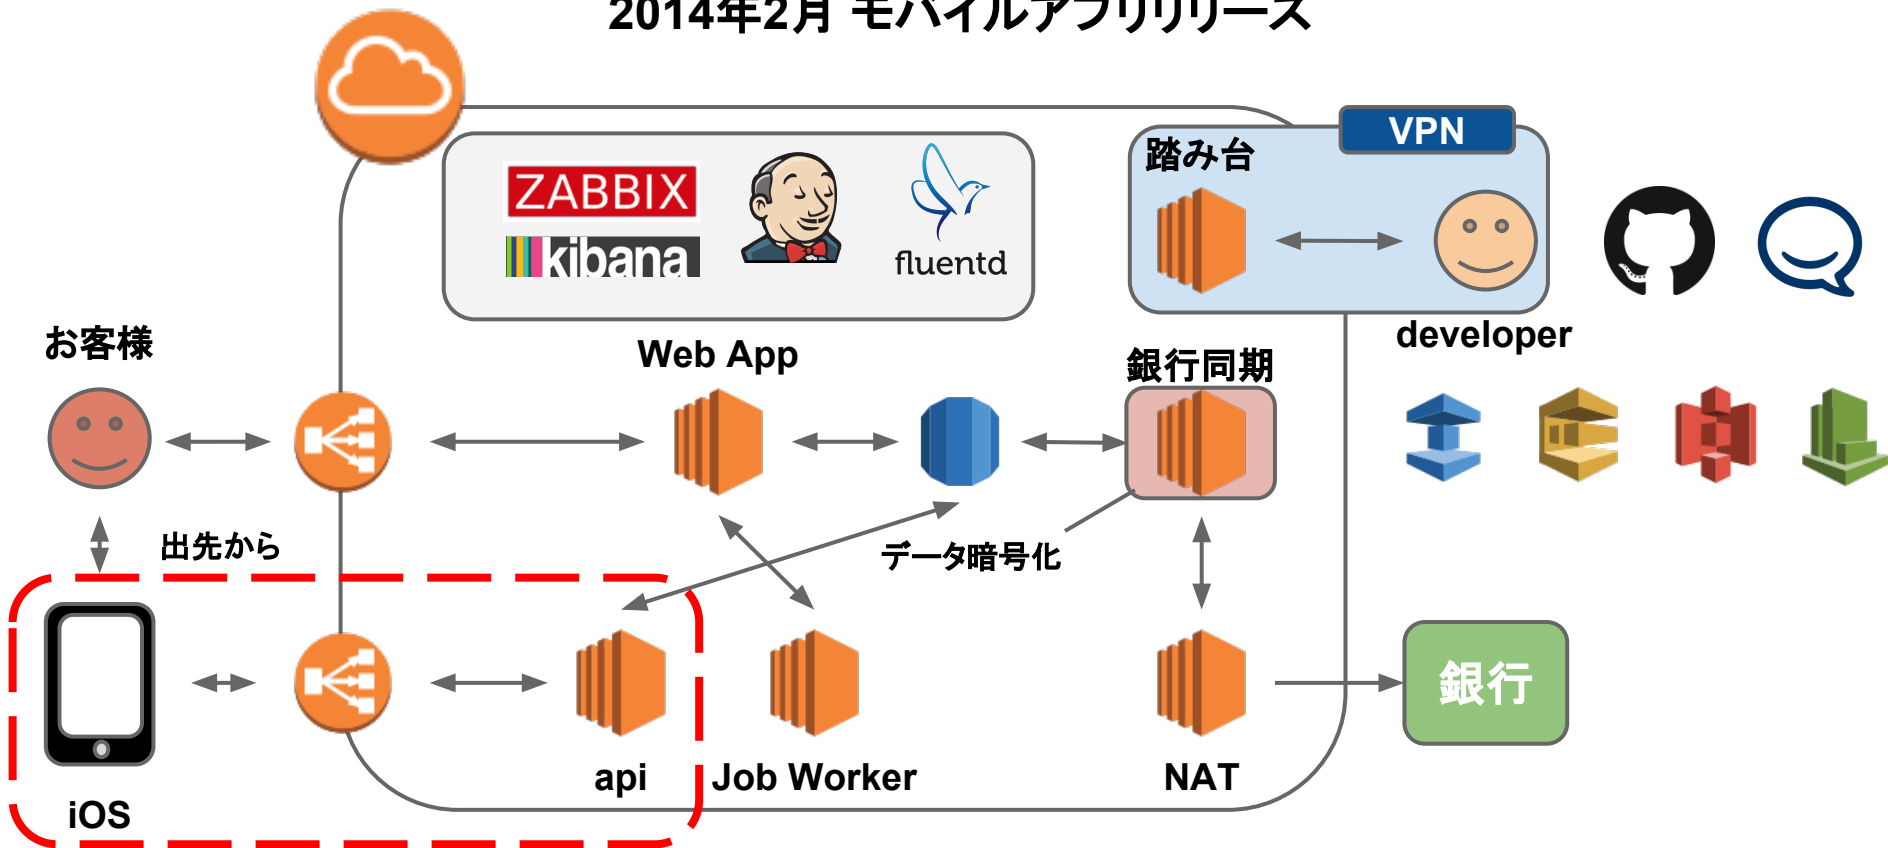 2014年2月 モバイルアプリリリース
VPN
踏み台
ZABBIX
kibana
fluentd
developer
お客様
Web App
銀行同期
出先から
データ暗号化
銀行
api
Job Worker
NAT
iOS